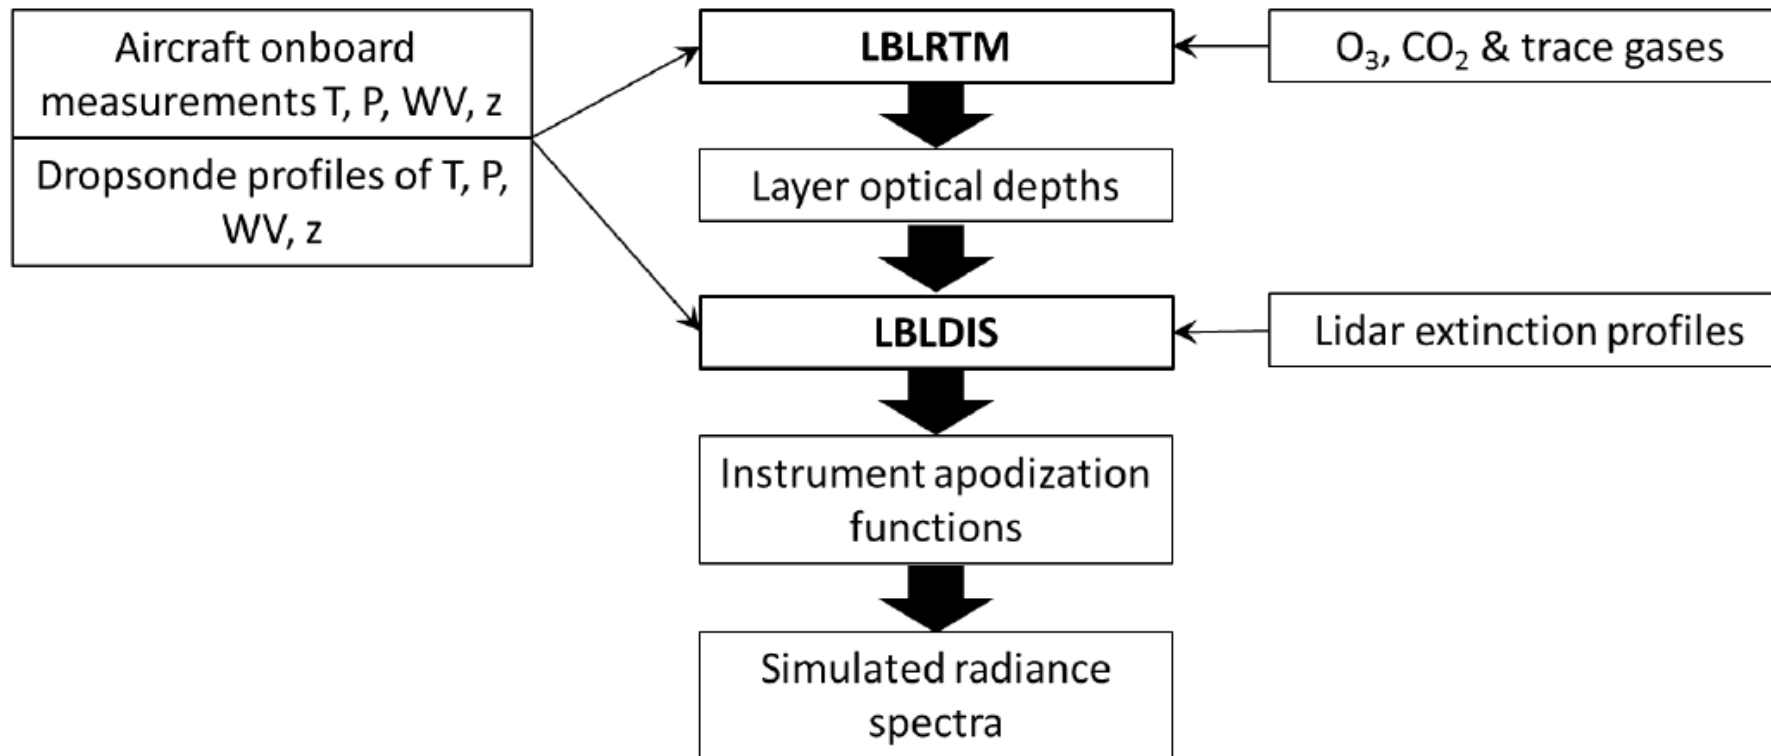 Aircraft onboard
measurements T, P, WV, z
Dropsonde profiles of T, P,
WV, z
LBLRTM
O₃, CO₂ & trace gases
Layer optical depths
LBLDIS
Lidar extinction profiles
Instrument apodization
functions
Simulated radiance
spectra